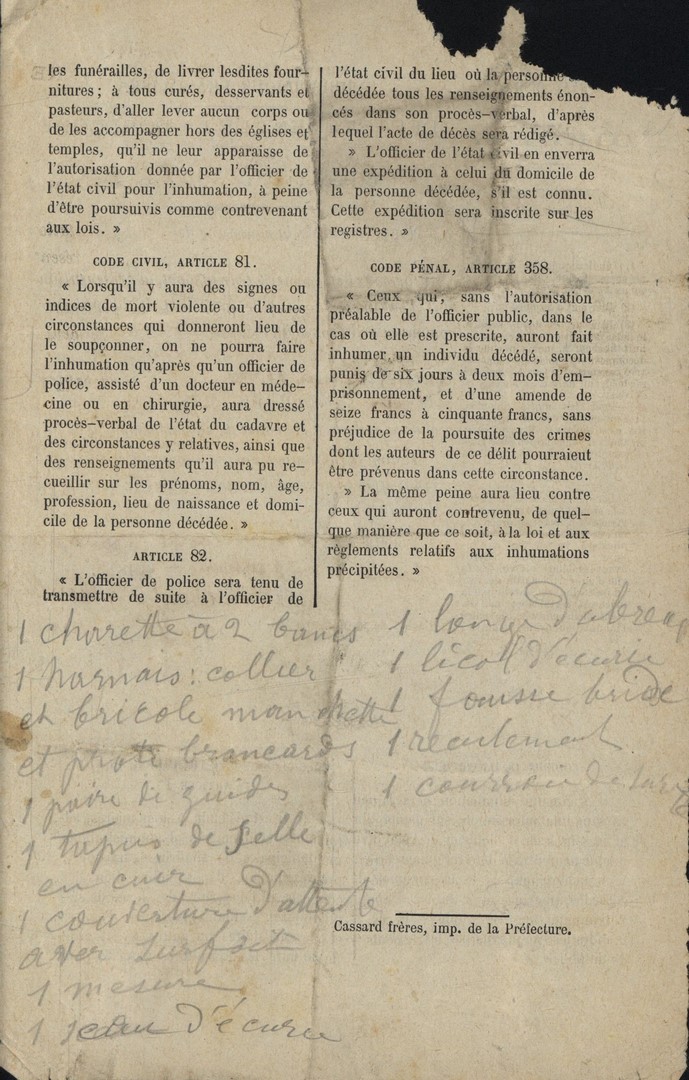 les funérailles, de livrer lesdites four-
nitures ; à tous curés, desservants et
pasteurs, d'aller lever aucun corps ou
de les accompagner hors des églises et
temples, qu'il ne leur apparaisse de
l'autorisation donnée par l'officier de
l'état civil pour l'inhumation, à peine
d'être poursuivis comme contrevenant
aux lois. »
CODE CIVIL, ARTICLE 81.
« Lorsqu'il y aura des signes ou
indices de mort violente ou d'autres
circonstances qui donneront lieu de
le soupçonner, on ne pourra faire
l'inhumation qu'après qu'un officier de
police, assisté d'un docteur en méde-
cine ou en chirurgie, aura dressé
procès-verbal de l'état du cadavre et
des circonstances y relatives, ainsi que
des renseignements qu'il aura pu re-
cueillir sur les prénoms, nom, âge,
profession, lieu de naissance et domi-
cile de la personne décédée. »
ARTICLE 82.
« L'officier de police sera tenu de
transmettre de suite à l'officier de
l'état civil du lieu où la personne
décédée tous les renseignements énon-
cés dans son procès-verbal, d'après
lequel l'acte de décès sera rédigé.
» L'officier de l'état civil en enverra
une expédition à celui du domicile de
la personne décédée, s'il est connu.
Cette expédition sera inscrite sur les
registres. »
CODE PÉNAL, ARTICLE 358.
« Ceux qui, sans l'autorisation
préalable de l'officier public, dans le
cas où elle est prescrite, auront fait
inhumer un individu décédé, seront
punis de six jours à deux mois d'em-
prisonnement, et d'une amende de
seize francs à cinquante francs, sans
préjudice de la poursuite des crimes
dont les auteurs de ce délit pourraient
être prévenus dans cette circonstance.
» La même peine aura lieu contre
ceux qui auront contrevenu, de quel-
que manière que ce soit, à la loi et aux
règlements relatifs aux inhumations
précipitées. »
1 charrette à 2 bancs
1 harnais : collier
et bricole manchette
et porte brancards
1 paire de guides
1 tapis de selle
en cuir
1 couverture d'attente
avec surfait
1 mesure
1 seau d'écurie
1 longe d'abreu
1 licol d'écurie
1 fausse bride
1 reculement
1 courroie de
Cassard frères, imp. de la Préfecture.